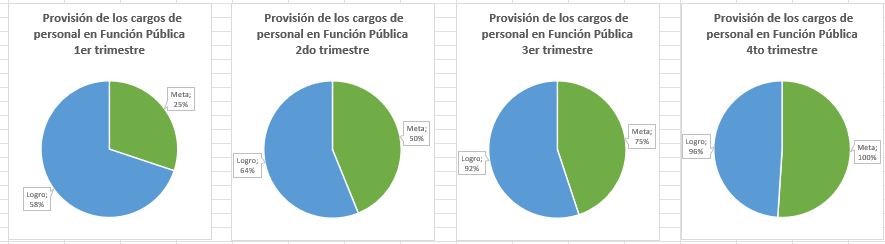 Provisión de los cargos de
personal en Función Pública
1er trimestre
Meta;
25%
Logro;
58%
Provisión de los cargos de
personal en Función Pública
2do trimestre
Meta;
50%
Logro;
64%
Provisión de los cargos de
personal en Función Pública
3er trimestre
Meta;
75%
Logro;
92%
Provisión de los cargos de
personal en Función Pública
4to trimestre
Logro;
96%
Meta;
100%